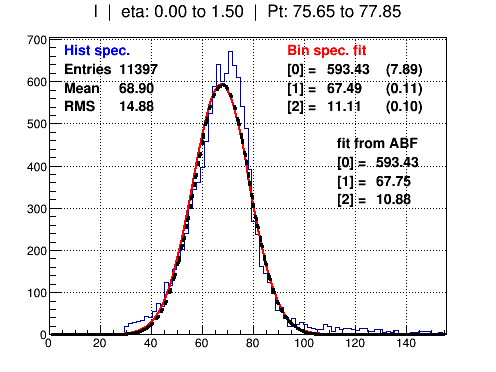 I | eta: 0.00 to 1.50 | Pt: 75.65 to 77.85
Hist spec.
Entries 11397
Mean 68.90
RMS 14.88
Bin spec. fit
[0] = 593.43 (7.89)
[1] = 67.49 (0.11)
[2] = 11.11 (0.10)
fit from ABF
[0] = 593.43
[1] = 67.75
[2] = 10.88
700
600
500
400
300
200
100
0
0 20 40 60 80 100 120 140